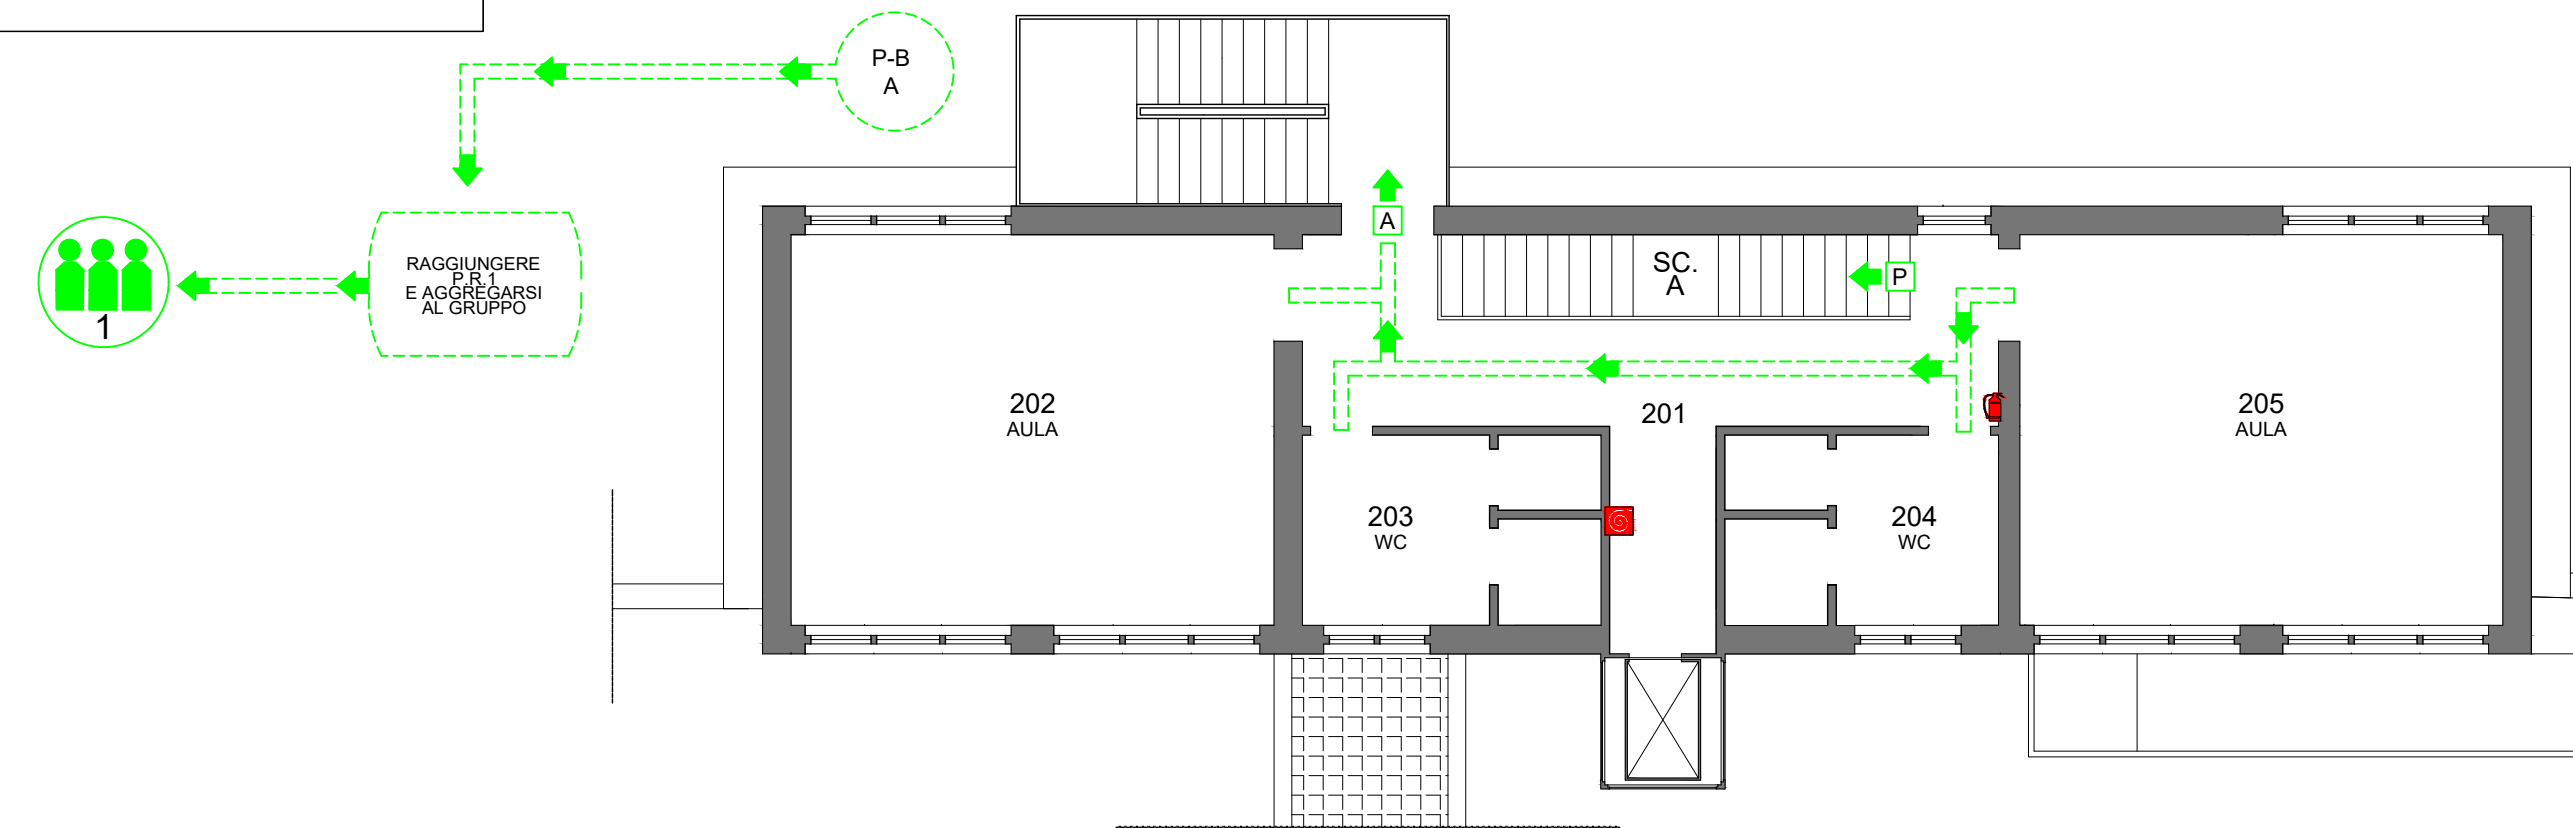 P-B
A
A
SC.
A
P
RAGGIUNGERE
P.R.1
E AGGREGARSI
AL GRUPPO
1
202
AULA
201
205
AULA
203
WC
204
WC